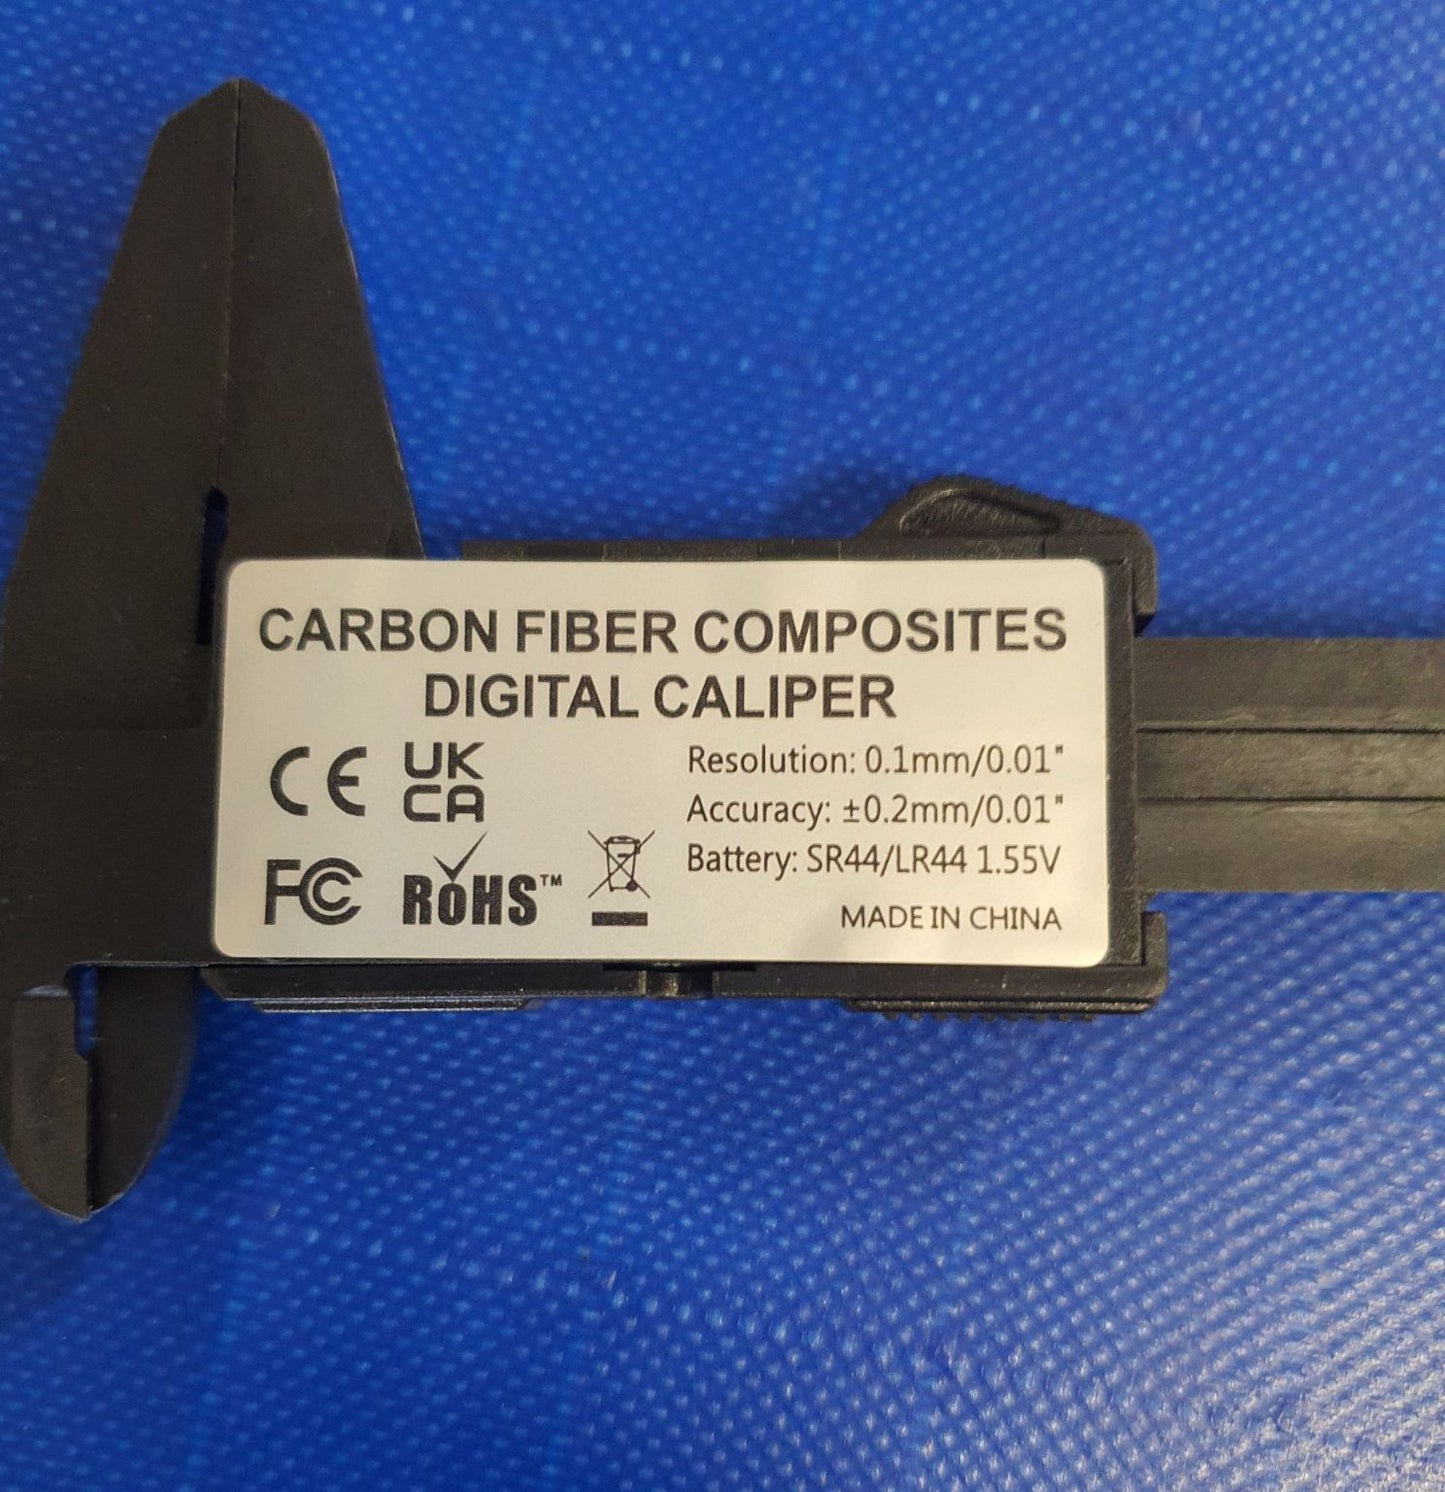 CARBON FIBER COMPOSITES
DIGITAL CALIPER
CE UK
CA
FC RoHS™
Resolution: 0.1mm/0.01"
Accuracy: ±0.2mm/0.01"
Battery: SR44/LR44 1.55V
MADE IN CHINA